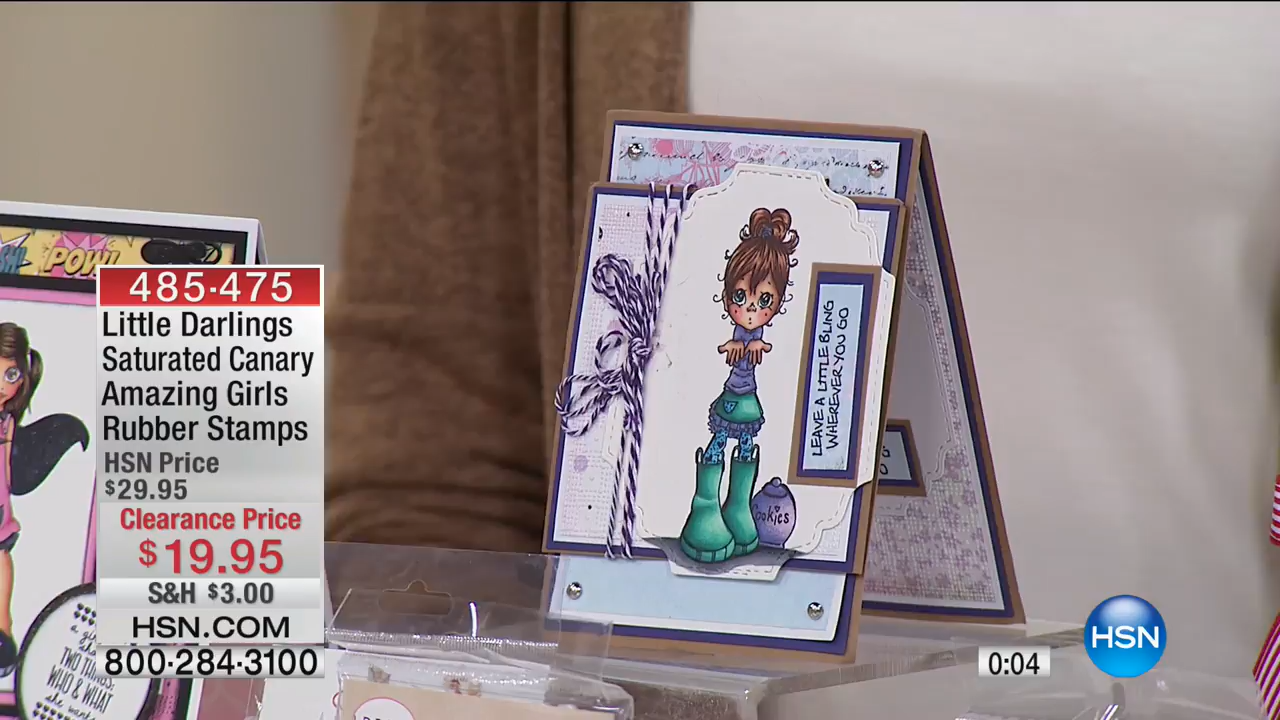 POW!
485-475
Little Darlings
Saturated Canary
Amazing Girls
Rubber Stamps
HSN Price
$29.95
Clearance Price
$19.95
S&H $3.00
HSN.COM
800-284-3100
LEAVE A LITTLE BLING
WHEREVER YOU GO
Cookies
TWO THINGS:
WHO & WHAT
0:04
HSN